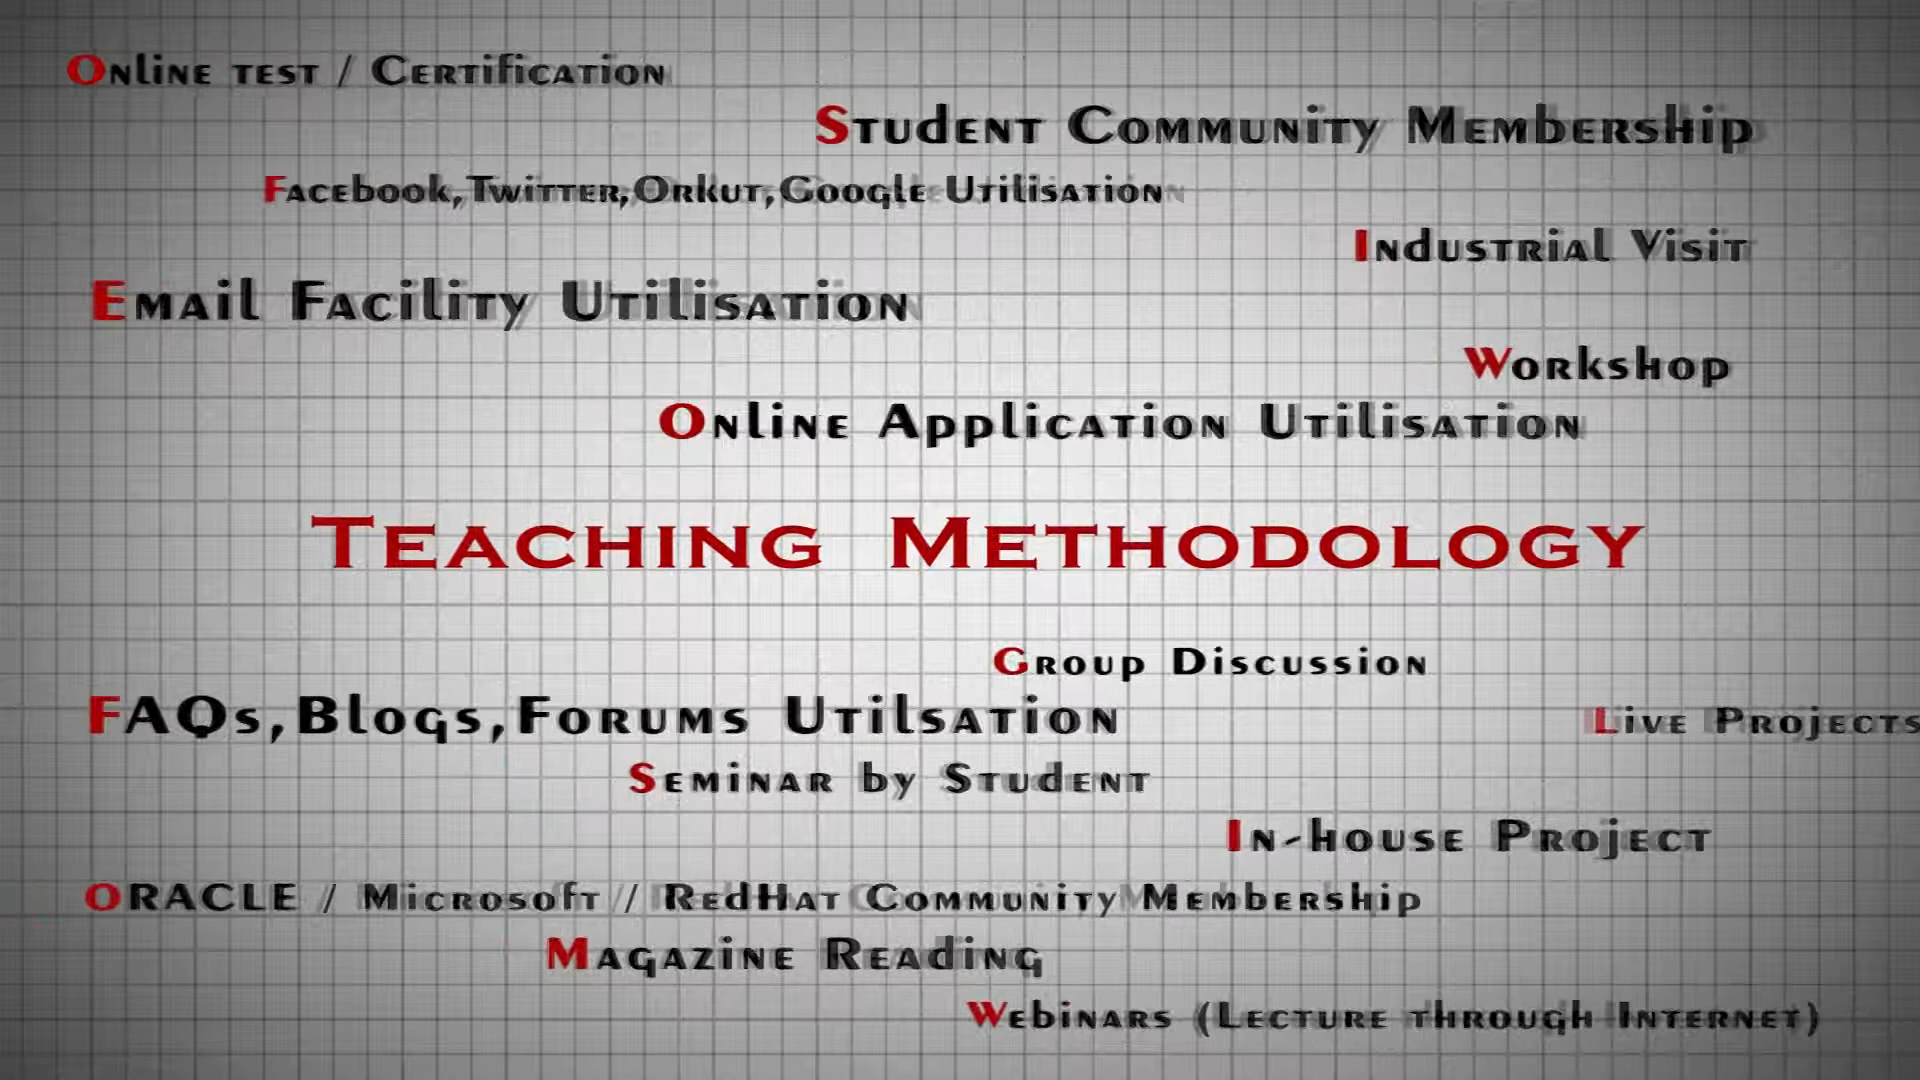 Online test / Certification
Student Community Membership
Facebook,Twitter,Orkut,Google Utilisation
Industrial Visit
Email Facility Utilisation
Workshop
Online Application Utilisation
Teaching Methodology
Group Discussion
FAQs,Blogs,Forums Utilsation
Live Projects
Seminar by Student
In-house Project
ORACLE / Microsoft // RedHat Community Membership
Magazine Reading
Webinars (Lecture through Internet)